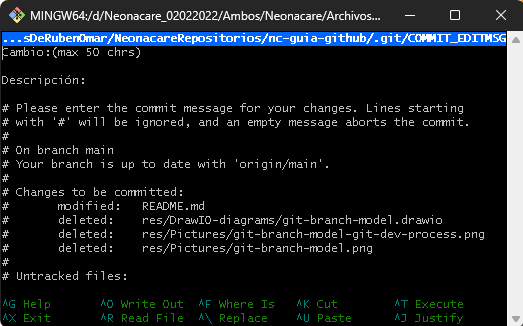 MINGW64:/d/Neonacare_02022022/Ambos/Neonacare/Archivos...
...sDeRubenOmar/NeonacareRepositorios/nc-guia-github/.git/COMMIT_EDITMSG
Cambio:(max 50 chrs)
Descripción:
# Please enter the commit message for your changes. Lines starting
# with '#' will be ignored, and an empty message aborts the commit.
#
# On branch main
# Your branch is up to date with 'origin/main'.
#
# Changes to be committed:
#       modified:   README.md
#       deleted:    res/DrawIO-diagrams/git-branch-model.drawio
#       deleted:    res/Pictures/git-branch-model-git-dev-process.png
#       deleted:    res/Pictures/git-branch-model.png
#
# Untracked files:
^G Help ^O Write Out ^F Where Is ^K Cut ^T Execute
^X Exit ^R Read File ^\ Replace ^U Paste ^J Justify